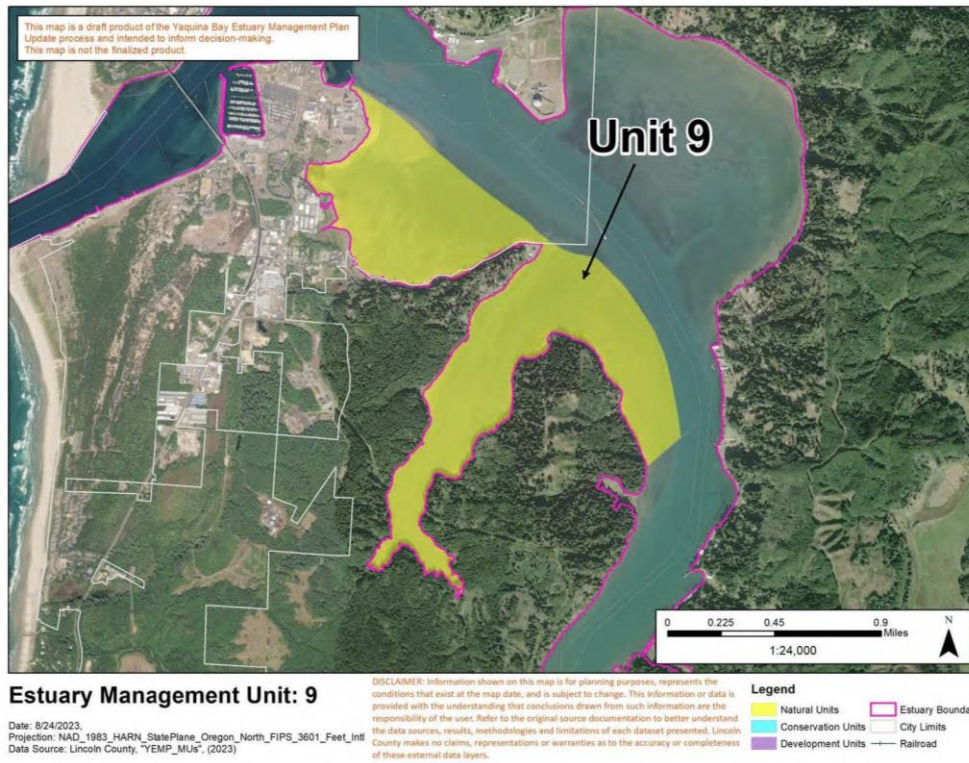 This map is a draft product of the Yaquina Bay Estuary Management Plan
Update process and intended to inform decision-making.
This map is not the finalized product.
Unit 9
0 0.225 0.45 0.9
Miles
1:24,000
N
Estuary Management Unit: 9
Date: 8/24/2023,
Projection: NAD_1983_HARN_StatePlane_Oregon_North_FIPS_3601_Feet_Intl
Data Source: Lincoln County, "YEMP_MUs", (2023)
DISCLAIMER: Information shown on this map is for planning purposes, represents the
conditions that exist at the map date, and is subject to change. This information or data is
provided with the understanding that conclusions drawn from such information are the
responsibility of the user. Refer to the original source documentation to better understand
the data sources, results, methodologies and limitations of each dataset presented. Lincoln
County makes no claims, representations or warranties as to the accuracy or completeness
of these external data layers.
Legend
Natural Units
Conservation Units
Development Units
Estuary Bounda
City Limits
Railroad